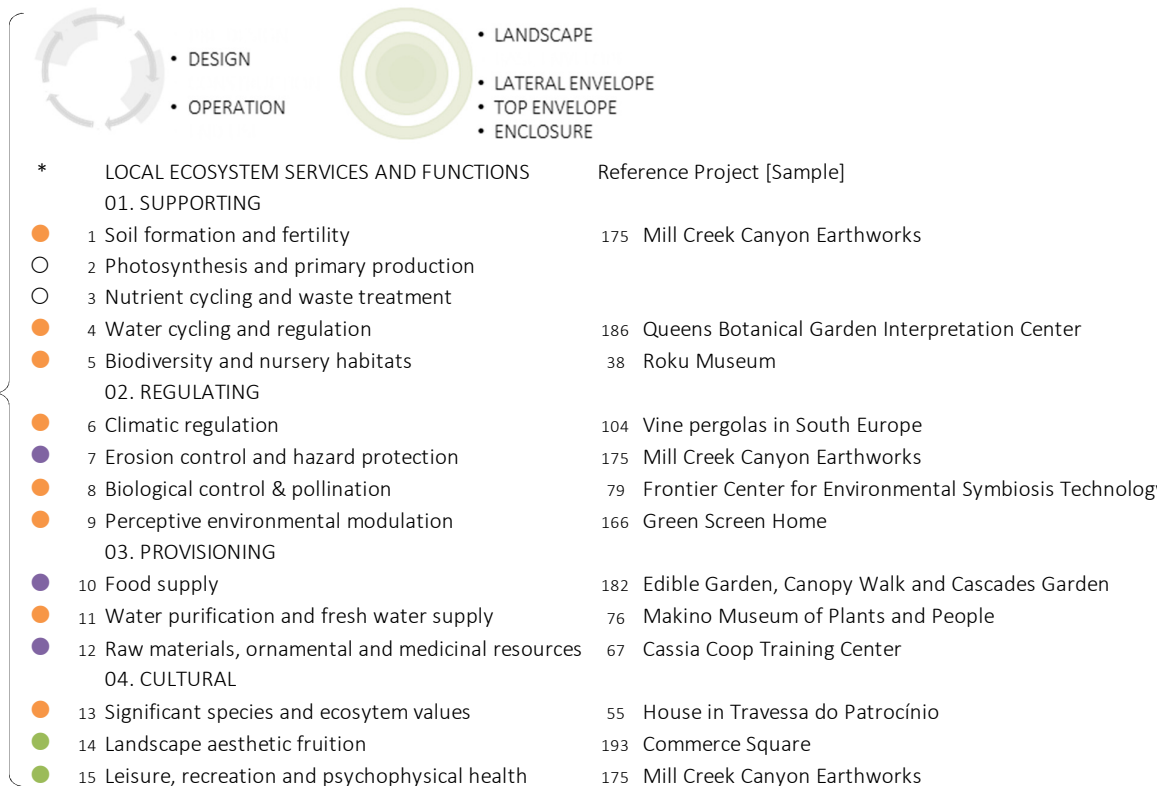 • DESIGN
• OPERATION
• LANDSCAPE
• LATERAL ENVELOPE
• TOP ENVELOPE
• ENCLOSURE
* LOCAL ECOSYSTEM SERVICES AND FUNCTIONS Reference Project [Sample]
01. SUPPORTING
1 Soil formation and fertility 175 Mill Creek Canyon Earthworks
2 Photosynthesis and primary production
3 Nutrient cycling and waste treatment
4 Water cycling and regulation 186 Queens Botanical Garden Interpretation Center
5 Biodiversity and nursery habitats 38 Roku Museum
02. REGULATING
6 Climatic regulation 104 Vine pergolas in South Europe
7 Erosion control and hazard protection 175 Mill Creek Canyon Earthworks
8 Biological control & pollination 79 Frontier Center for Environmental Symbiosis Technology
9 Perceptive environmental modulation 166 Green Screen Home
03. PROVISIONING
10 Food supply 182 Edible Garden, Canopy Walk and Cascades Garden
11 Water purification and fresh water supply 76 Makino Museum of Plants and People
12 Raw materials, ornamental and medicinal resources 67 Cassia Coop Training Center
04. CULTURAL
13 Significant species and ecosytem values 55 House in Travessa do Patrocínio
14 Landscape aesthetic fruition 193 Commerce Square
15 Leisure, recreation and psychophysical health 175 Mill Creek Canyon Earthworks